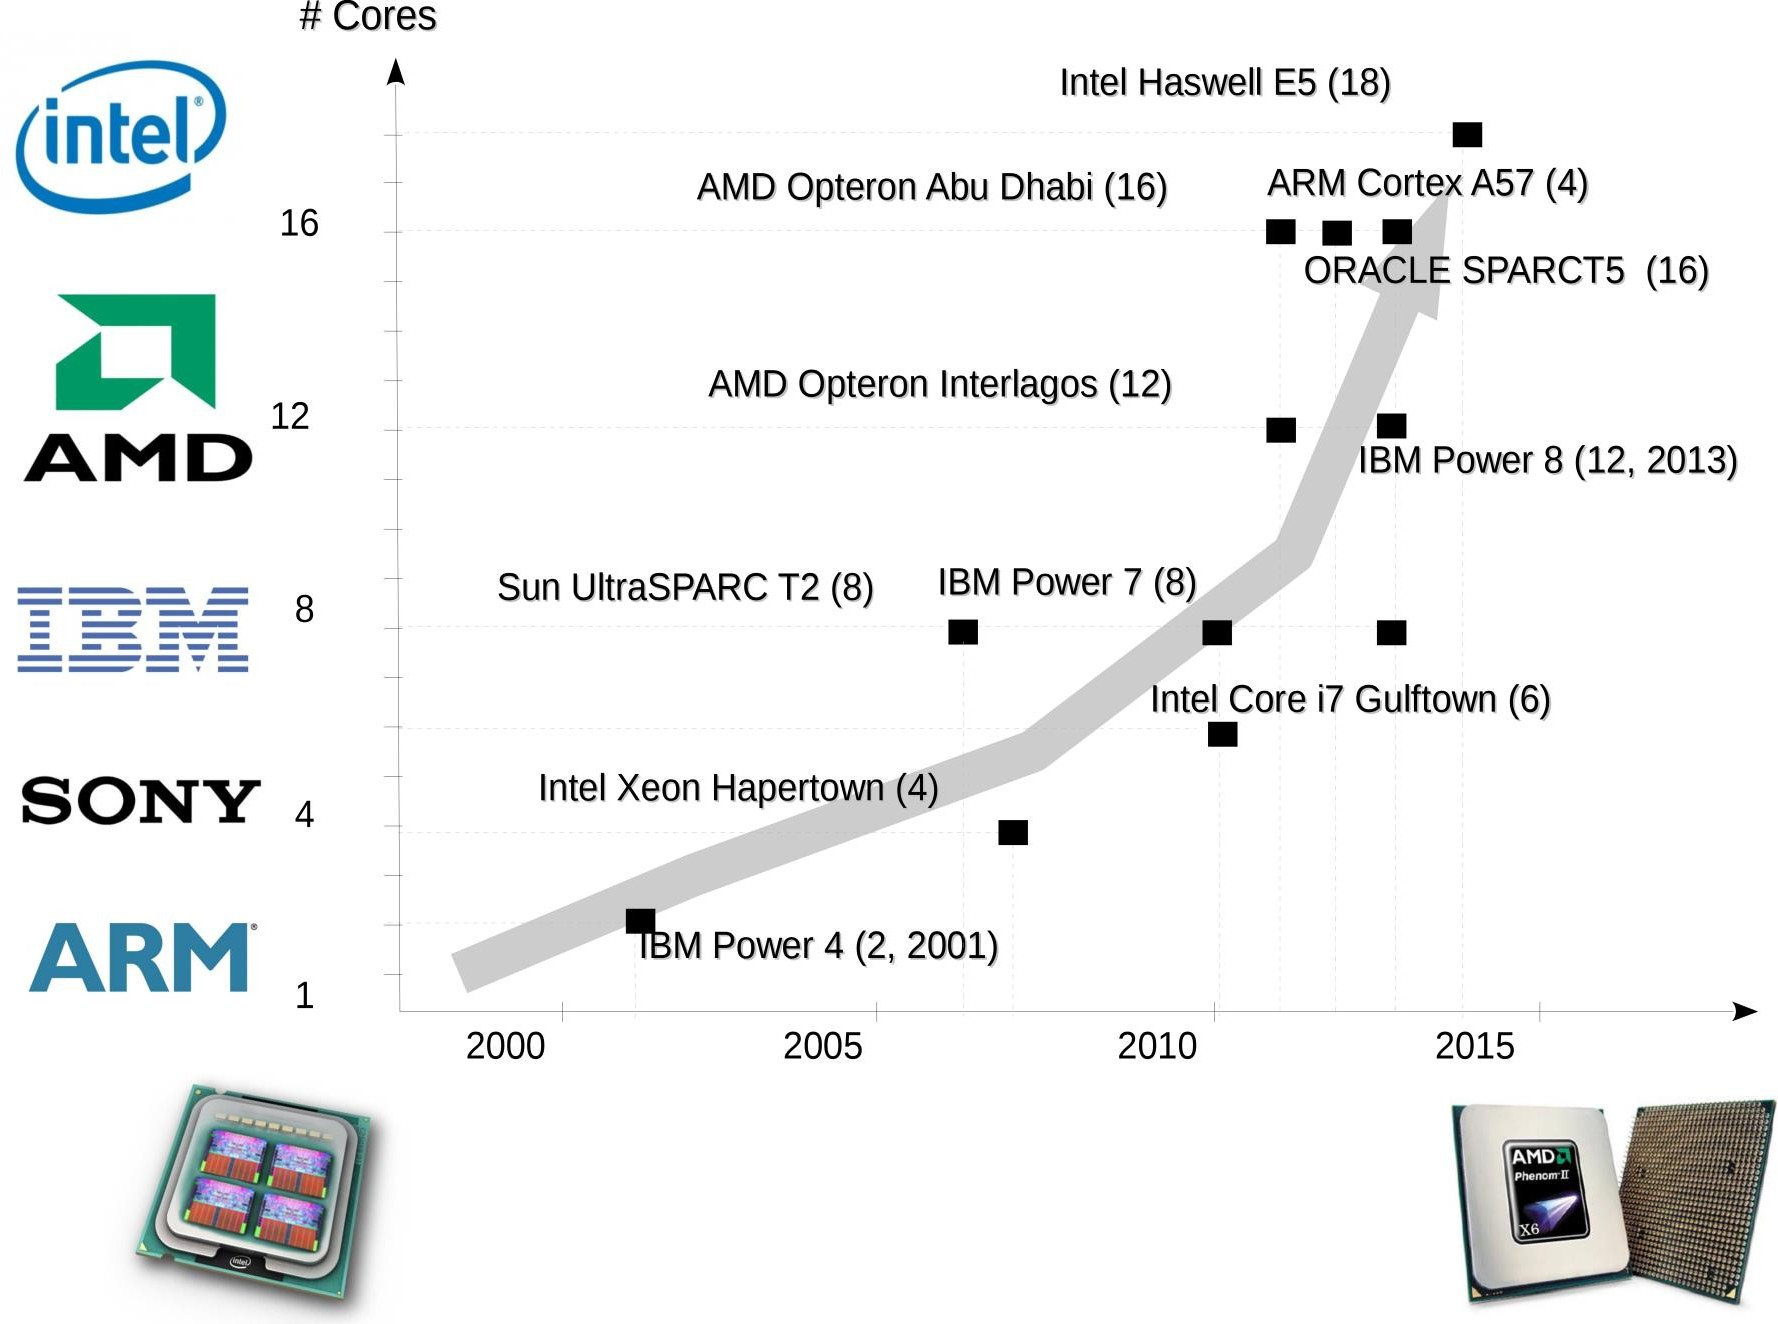 # Cores
intel®
Intel Haswell E5 (18)
AMD Opteron Abu Dhabi (16)
ARM Cortex A57 (4)
16
ORACLE SPARCT5 (16)
AMD
AMD Opteron Interlagos (12)
12
IBM Power 8 (12, 2013)
IBM
Sun UltraSPARC T2 (8)
IBM Power 7 (8)
8
Intel Core i7 Gulftown (6)
SONY
Intel Xeon Hapertown (4)
4
ARM®
IBM Power 4 (2, 2001)
1
2000 2005 2010 2015
intel
AMD
Phenom II
X6